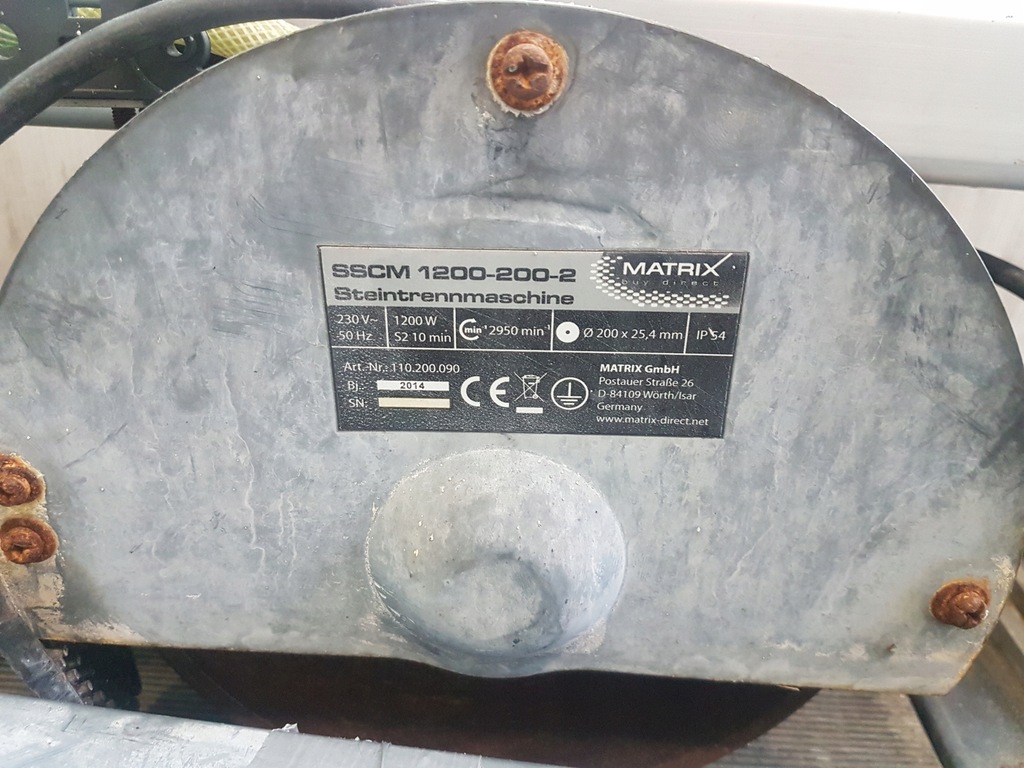 SSCM 1200-200-2
Steintrennmaschine
MATRIX
buy direct
230 V~
50 Hz
1200 W
S2 10 min
min⁻¹ 2950 min⁻¹
Ø 200 x 25,4 mm
IP 54
Art.-Nr.: 110.200.090
Bj.: 2014
SN:
CE
MATRIX GmbH
Postauer Straße 26
D-84109 Wörth/Isar
Germany
www.matrix-direct.net